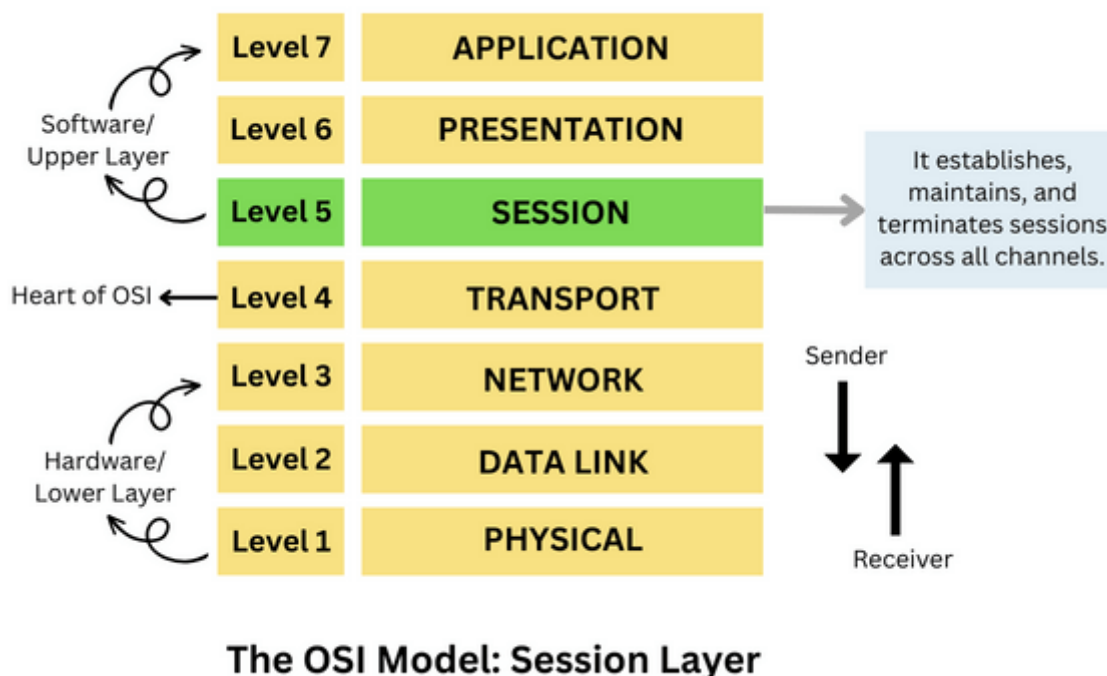 Level 7 APPLICATION
Software/
Upper Layer
Level 6 PRESENTATION
Level 5 SESSION
It establishes,
maintains, and
terminates sessions
across all channels.
Heart of OSI
Level 4 TRANSPORT
Level 3 NETWORK
Hardware/
Lower Layer
Level 2 DATA LINK
Level 1 PHYSICAL
Sender
Receiver
The OSI Model: Session Layer